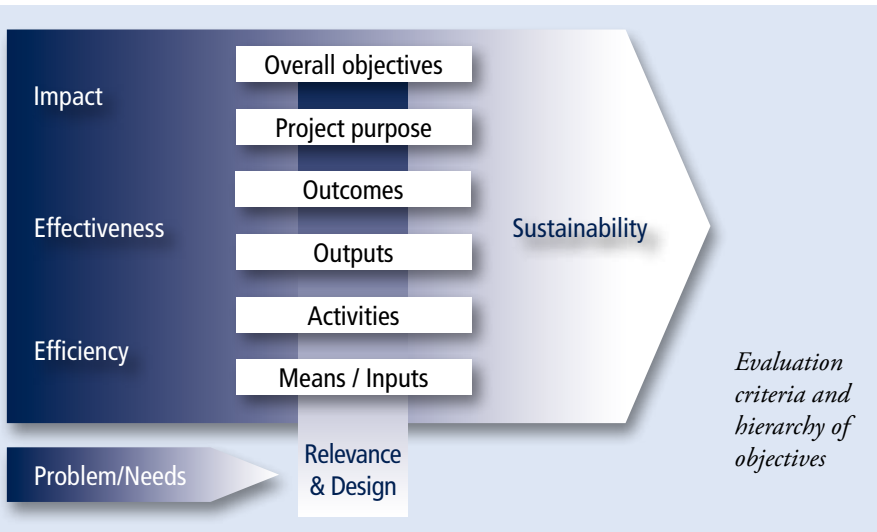 Overall objectives
Impact
Project purpose
Outcomes
Effectiveness
Sustainability
Outputs
Activities
Efficiency
Means / Inputs
Evaluation
criteria and
hierarchy of
objectives
Problem/Needs
Relevance
& Design